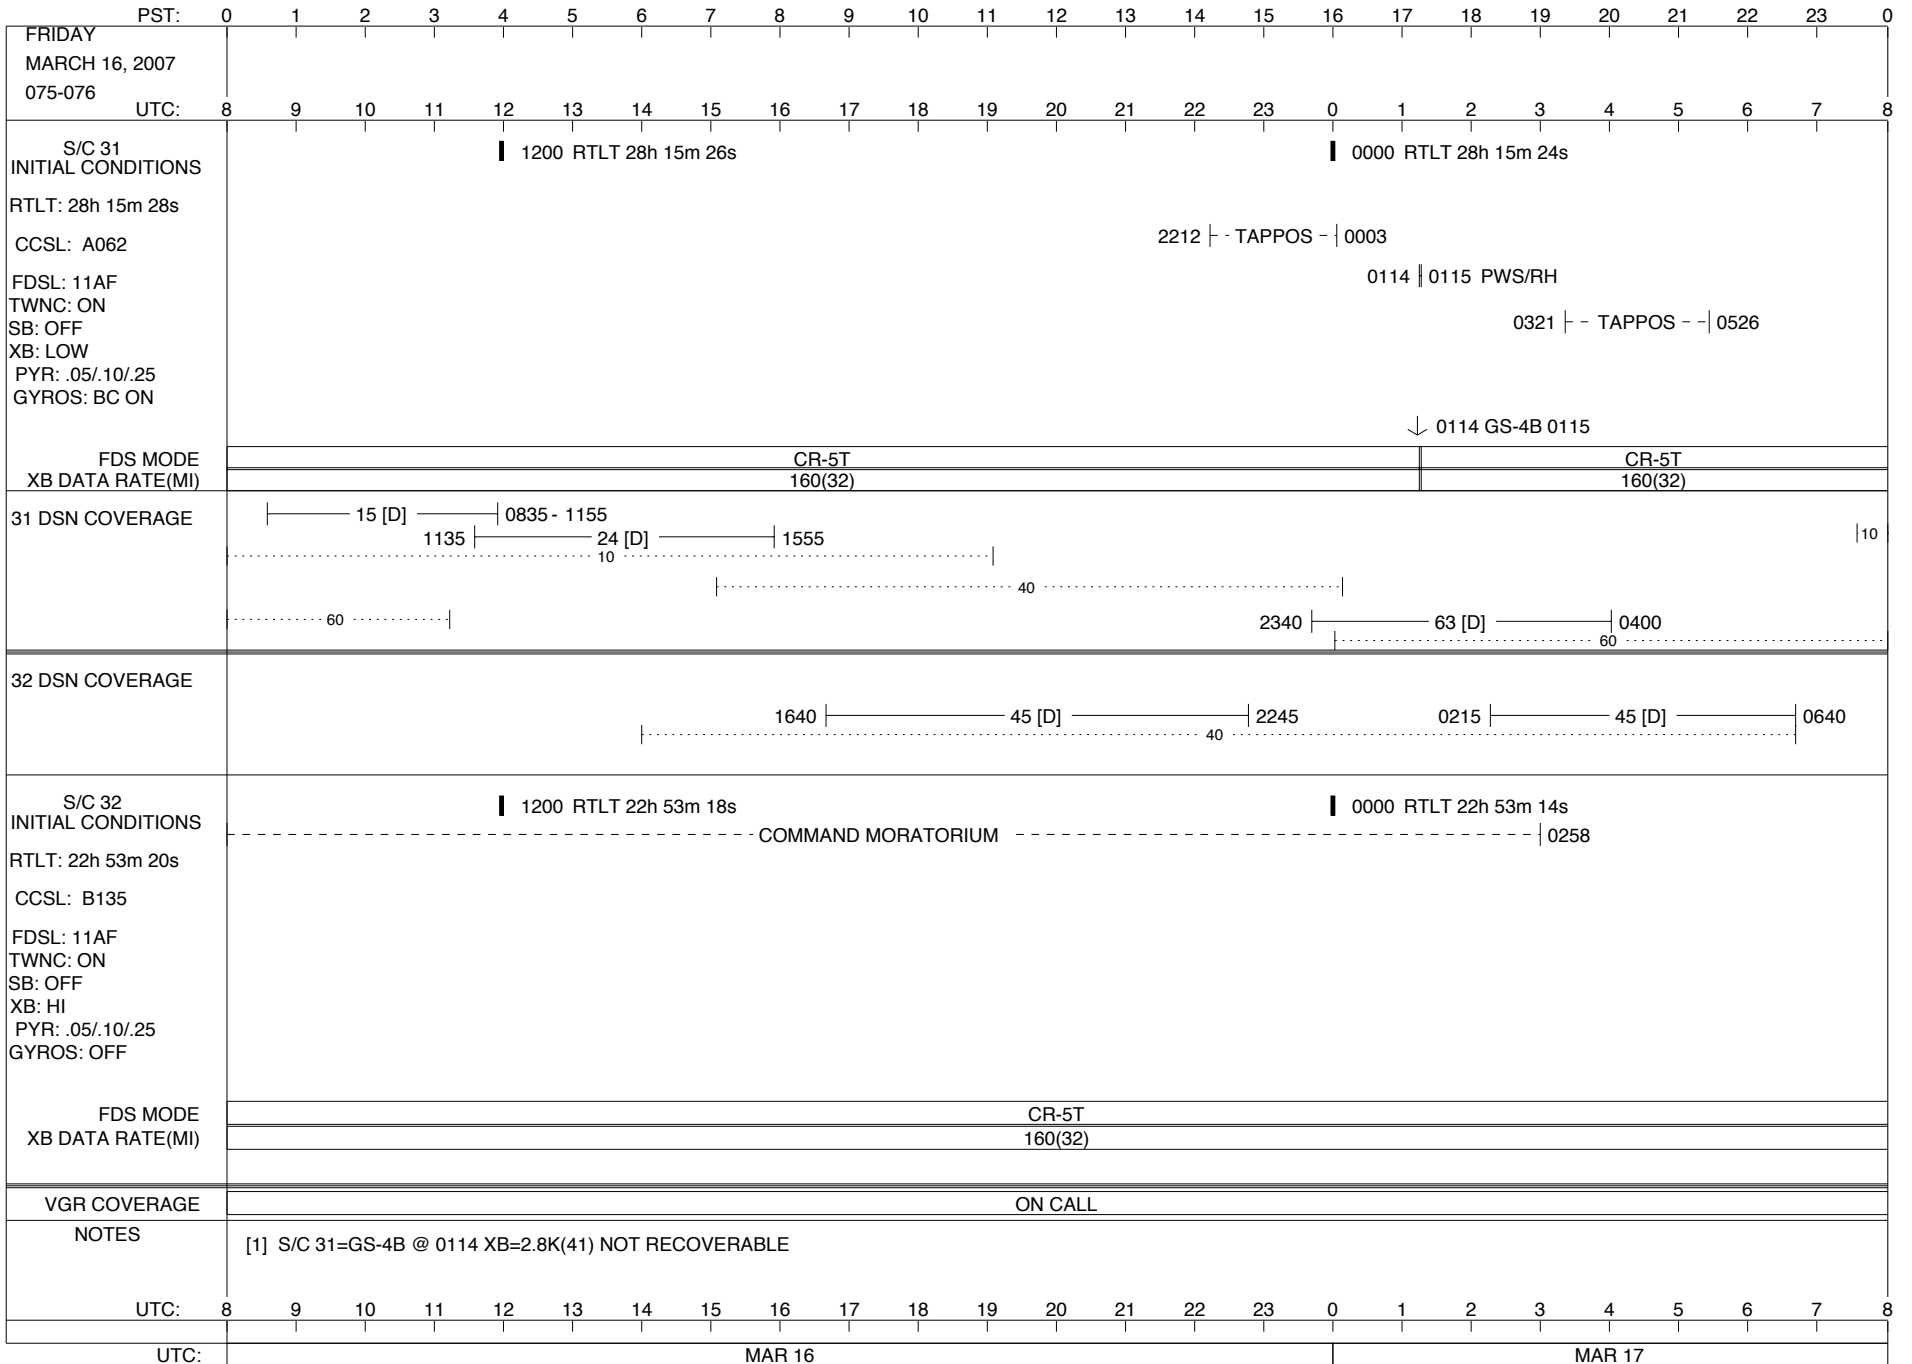 PST: 0 1 2 3 4 5 6 7 8 9 10 11 12 13 14 15 16 17 18 19 20 21 22 23 0
FRIDAY
MARCH 16, 2007
075-076
UTC: 8 9 10 11 12 13 14 15 16 17 18 19 20 21 22 23 0 1 2 3 4 5 6 7 8
S/C 31
INITIAL CONDITIONS
1200 RTLT 28h 15m 26s
0000 RTLT 28h 15m 24s
RTLT: 28h 15m 28s
2212 TAPPOS 0003
CCSL: A062
0114 0115 PWS/RH
FDSL: 11AF
TWNC: ON
0321 TAPPOS 0526
SB: OFF
XB: LOW
PYR: .05/.10/.25
GYROS: BC ON
0114 GS-4B 0115
FDS MODE CR-5T CR-5T
XB DATA RATE(MI) 160(32) 160(32)
31 DSN COVERAGE
15 [D] 0835 - 1155
1135 24 [D] 1555
10
10
40
60
2340 63 [D] 0400
60
32 DSN COVERAGE
1640 45 [D] 2245
0215 45 [D] 0640
40
S/C 32
INITIAL CONDITIONS
1200 RTLT 22h 53m 18s
0000 RTLT 22h 53m 14s
COMMAND MORATORIUM 0258
RTLT: 22h 53m 20s
CCSL: B135
FDSL: 11AF
TWNC: ON
SB: OFF
XB: HI
PYR: .05/.10/.25
GYROS: OFF
FDS MODE CR-5T
XB DATA RATE(MI) 160(32)
VGR COVERAGE ON CALL
NOTES
[1] S/C 31=GS-4B @ 0114 XB=2.8K(41) NOT RECOVERABLE
UTC: 8 9 10 11 12 13 14 15 16 17 18 19 20 21 22 23 0 1 2 3 4 5 6 7 8
UTC: MAR 16 MAR 17